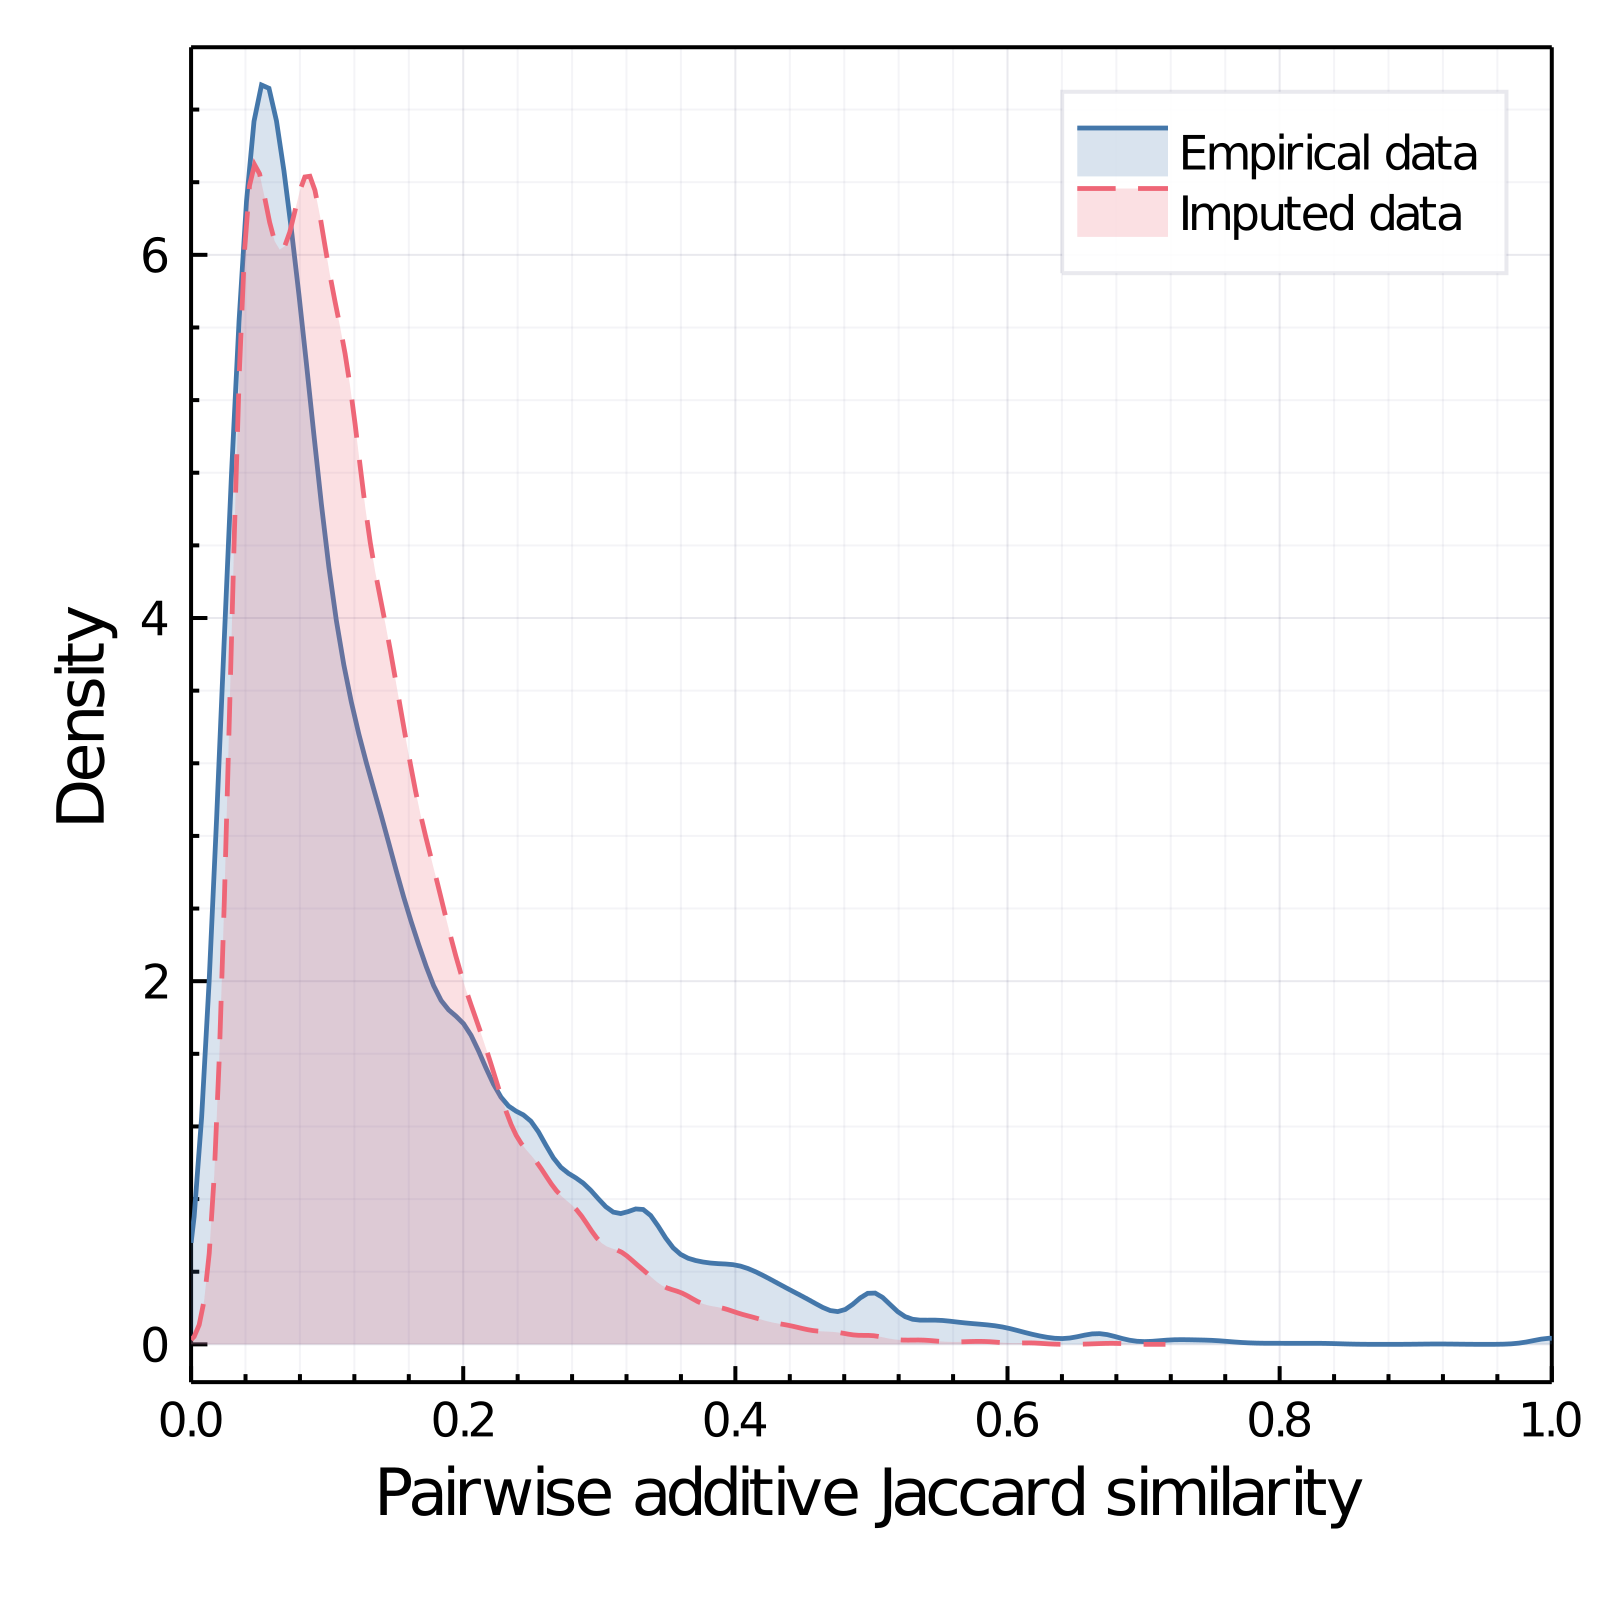 Empirical data
Imputed data
6
4
2
0
Density
0.0 0.2 0.4 0.6 0.8 1.0
Pairwise additive Jaccard similarity